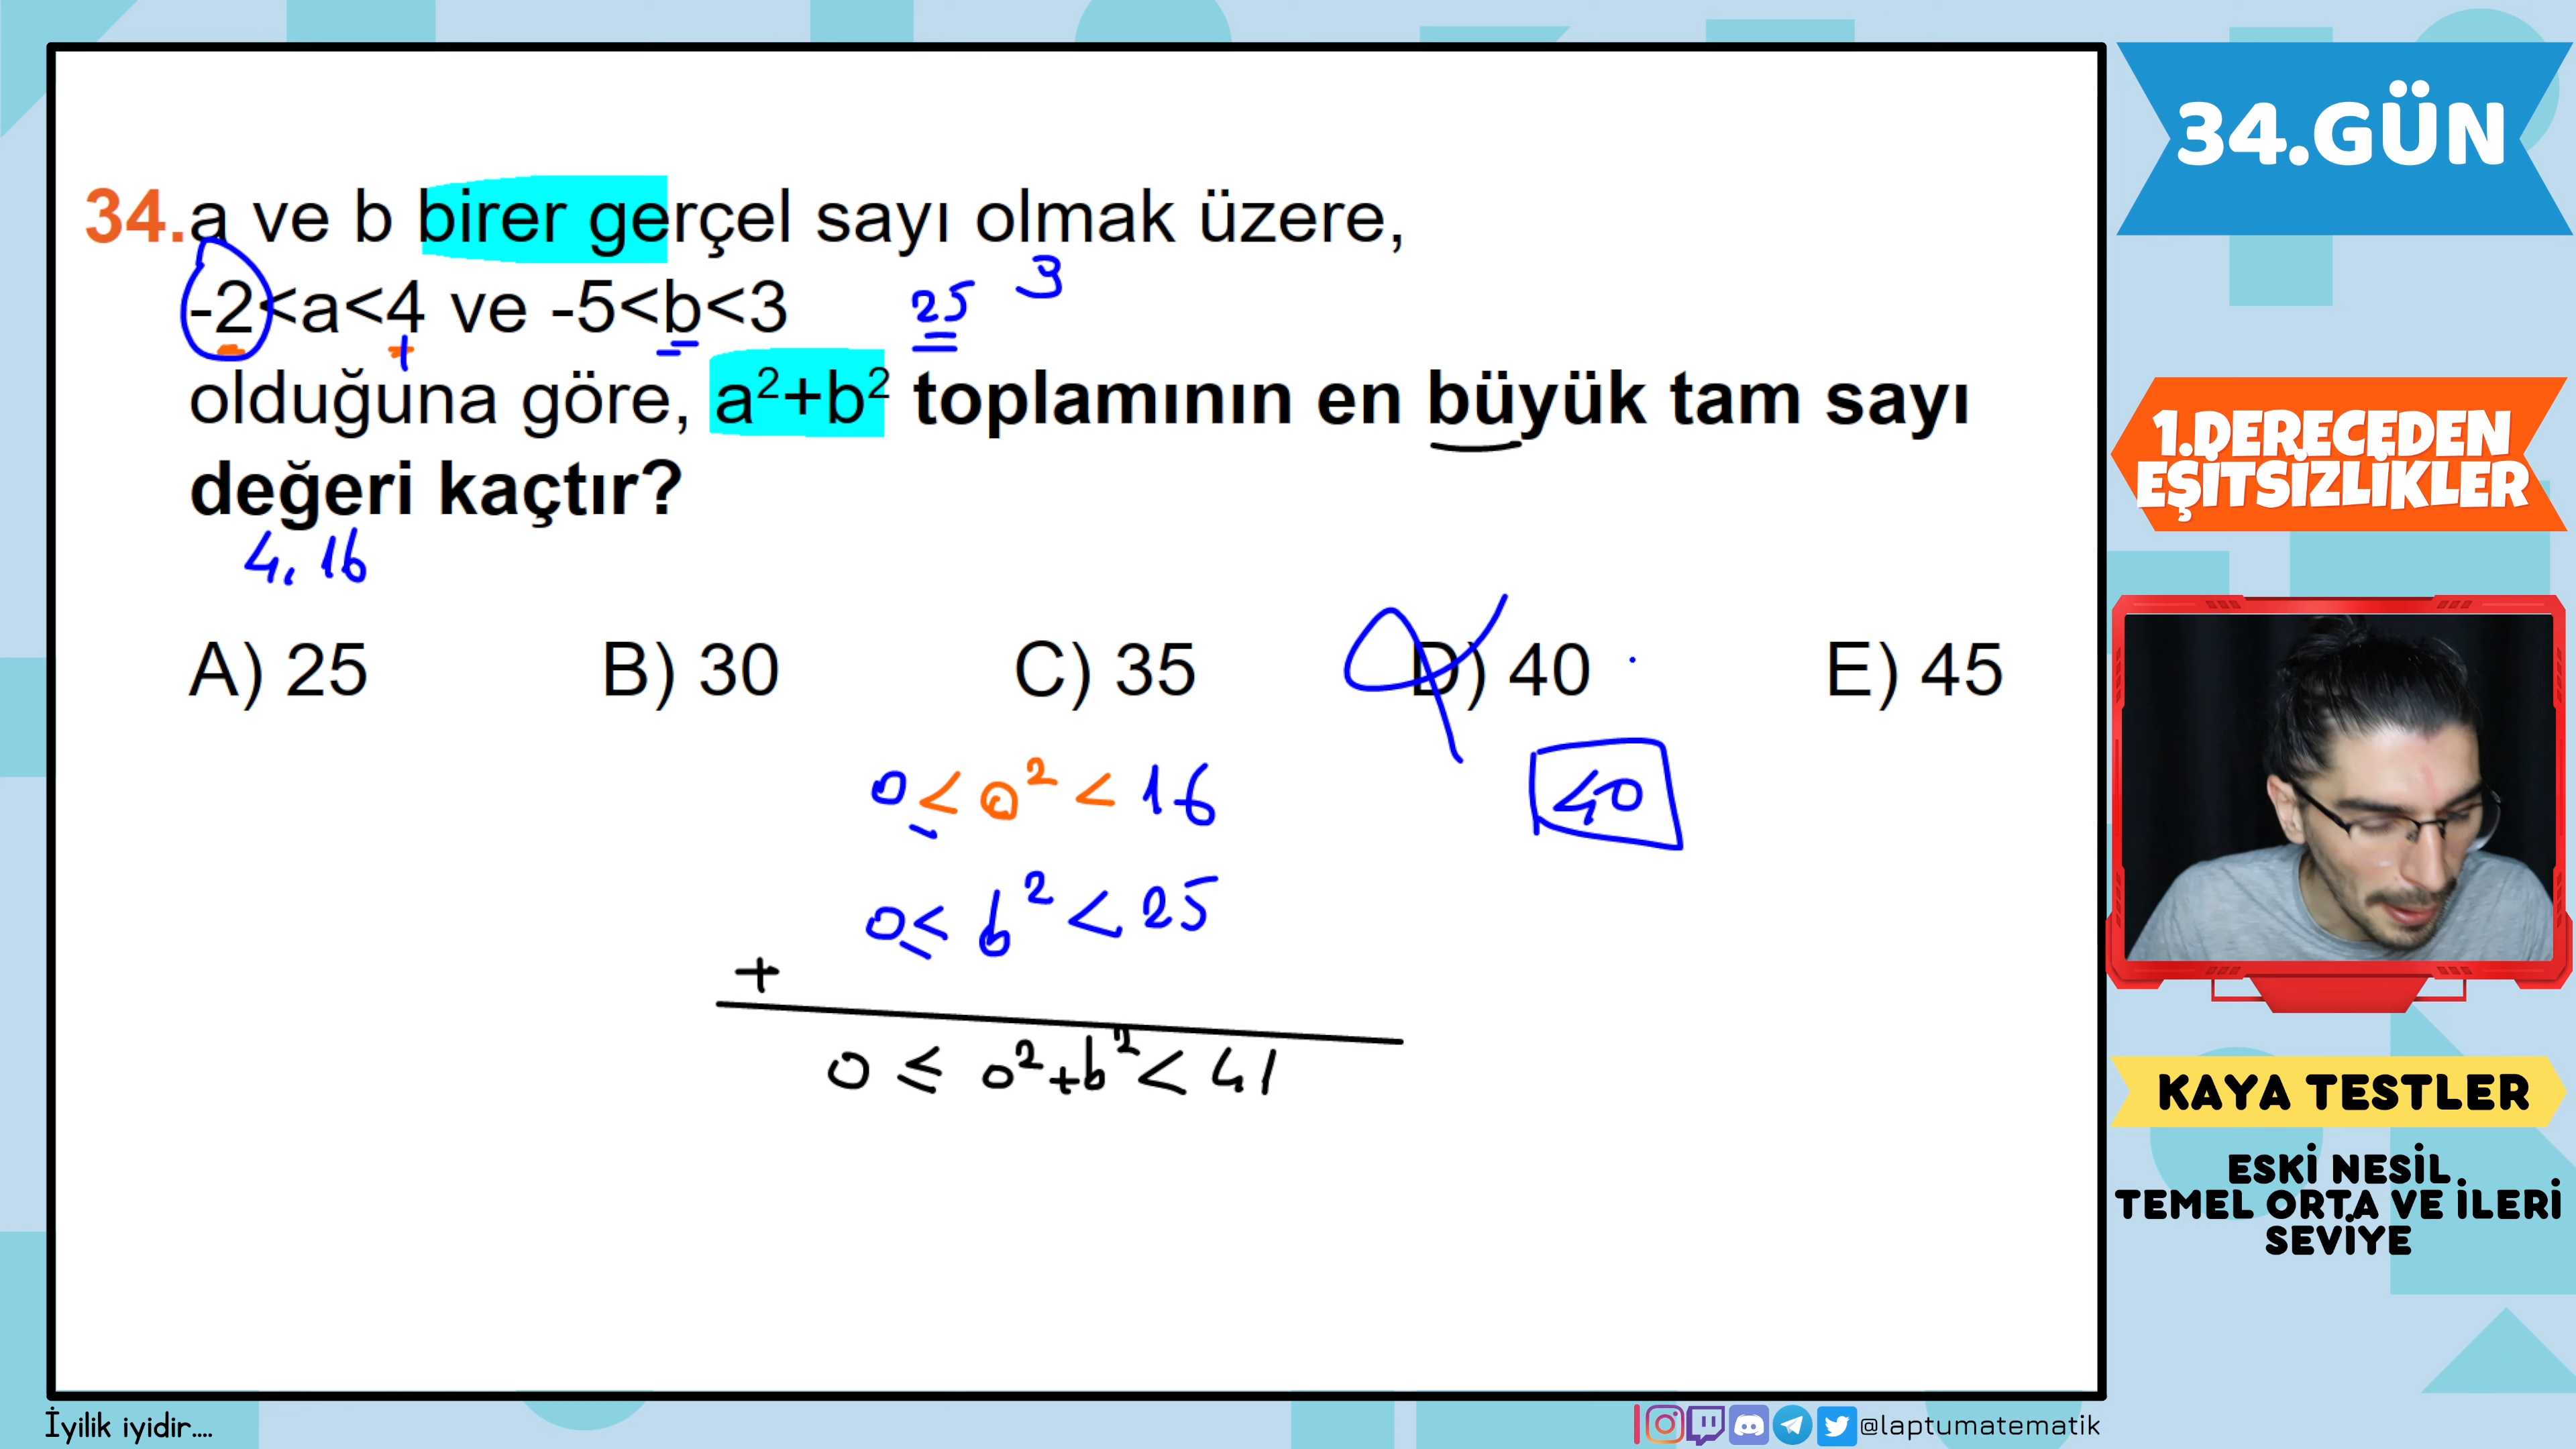 34.GÜN
34.a ve b birer gerçel sayı olmak üzere,
-2<a<4 ve -5<b<3
25 3
olduğuna göre, a²+b² toplamının en büyük tam sayı
değeri kaçtır?
4, 16
A) 25 B) 30 C) 35 D) 40 E) 45
0 ≤ a² < 16
40
0 ≤ b² < 25
+
0 ≤ a²+b² < 41
1.DERECEDEN
EŞİTSİZLİKLER
KAYA TESTLER
ESKİ NESİL
TEMEL ORTA VE İLERİ
SEVİYE
İyilik iyidir....
@laptumatematik